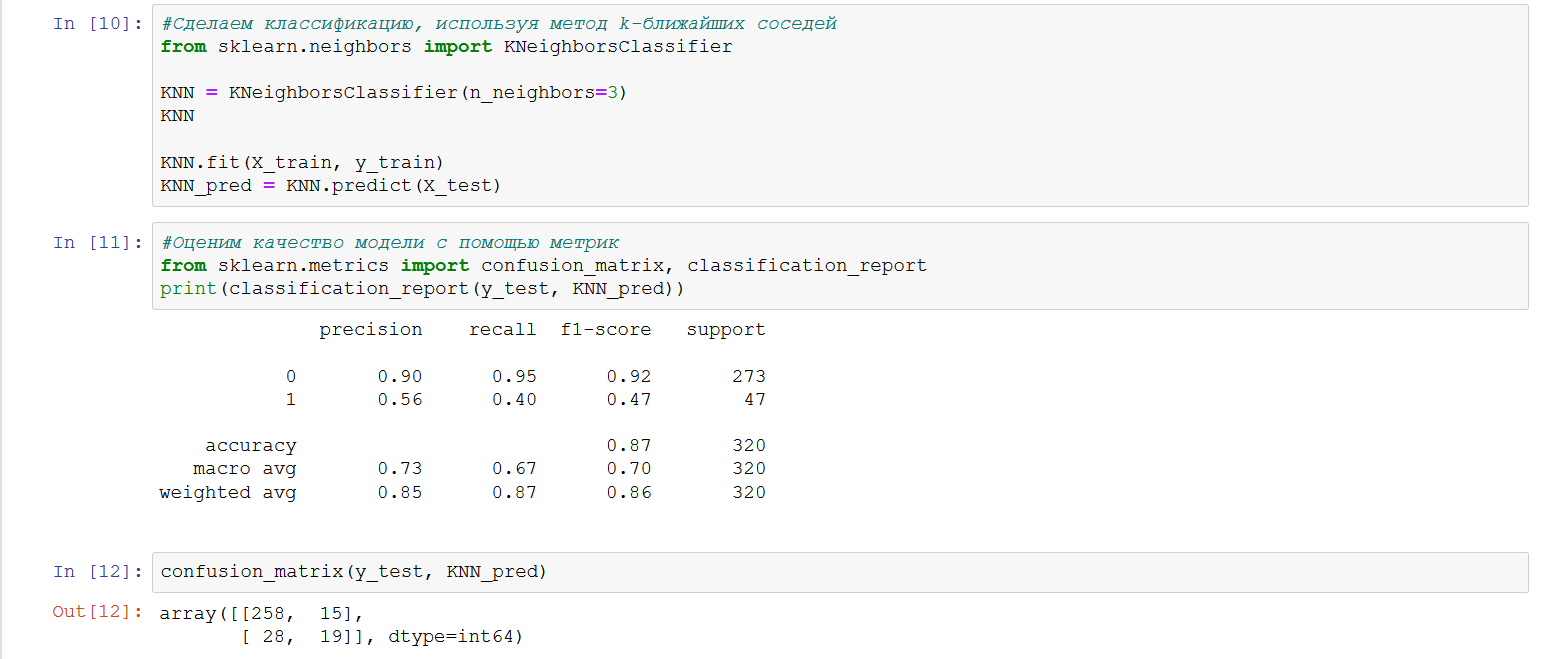 In [10]: #Сделаем классификацию, используя метод k-ближайших соседей
from sklearn.neighbors import KNeighborsClassifier
KNN = KNeighborsClassifier(n_neighbors=3)
KNN
KNN.fit(X_train, y_train)
KNN_pred = KNN.predict(X_test)
In [11]: #Оценим качество модели с помощью метрик
from sklearn.metrics import confusion_matrix, classification_report
print(classification_report(y_test, KNN_pred))
precision recall f1-score support
0 0.90 0.95 0.92 273
1 0.56 0.40 0.47 47
accuracy 0.87 320
macro avg 0.73 0.67 0.70 320
weighted avg 0.85 0.87 0.86 320
In [12]: confusion_matrix(y_test, KNN_pred)
Out[12]: array([[258, 15],
[ 28, 19]], dtype=int64)